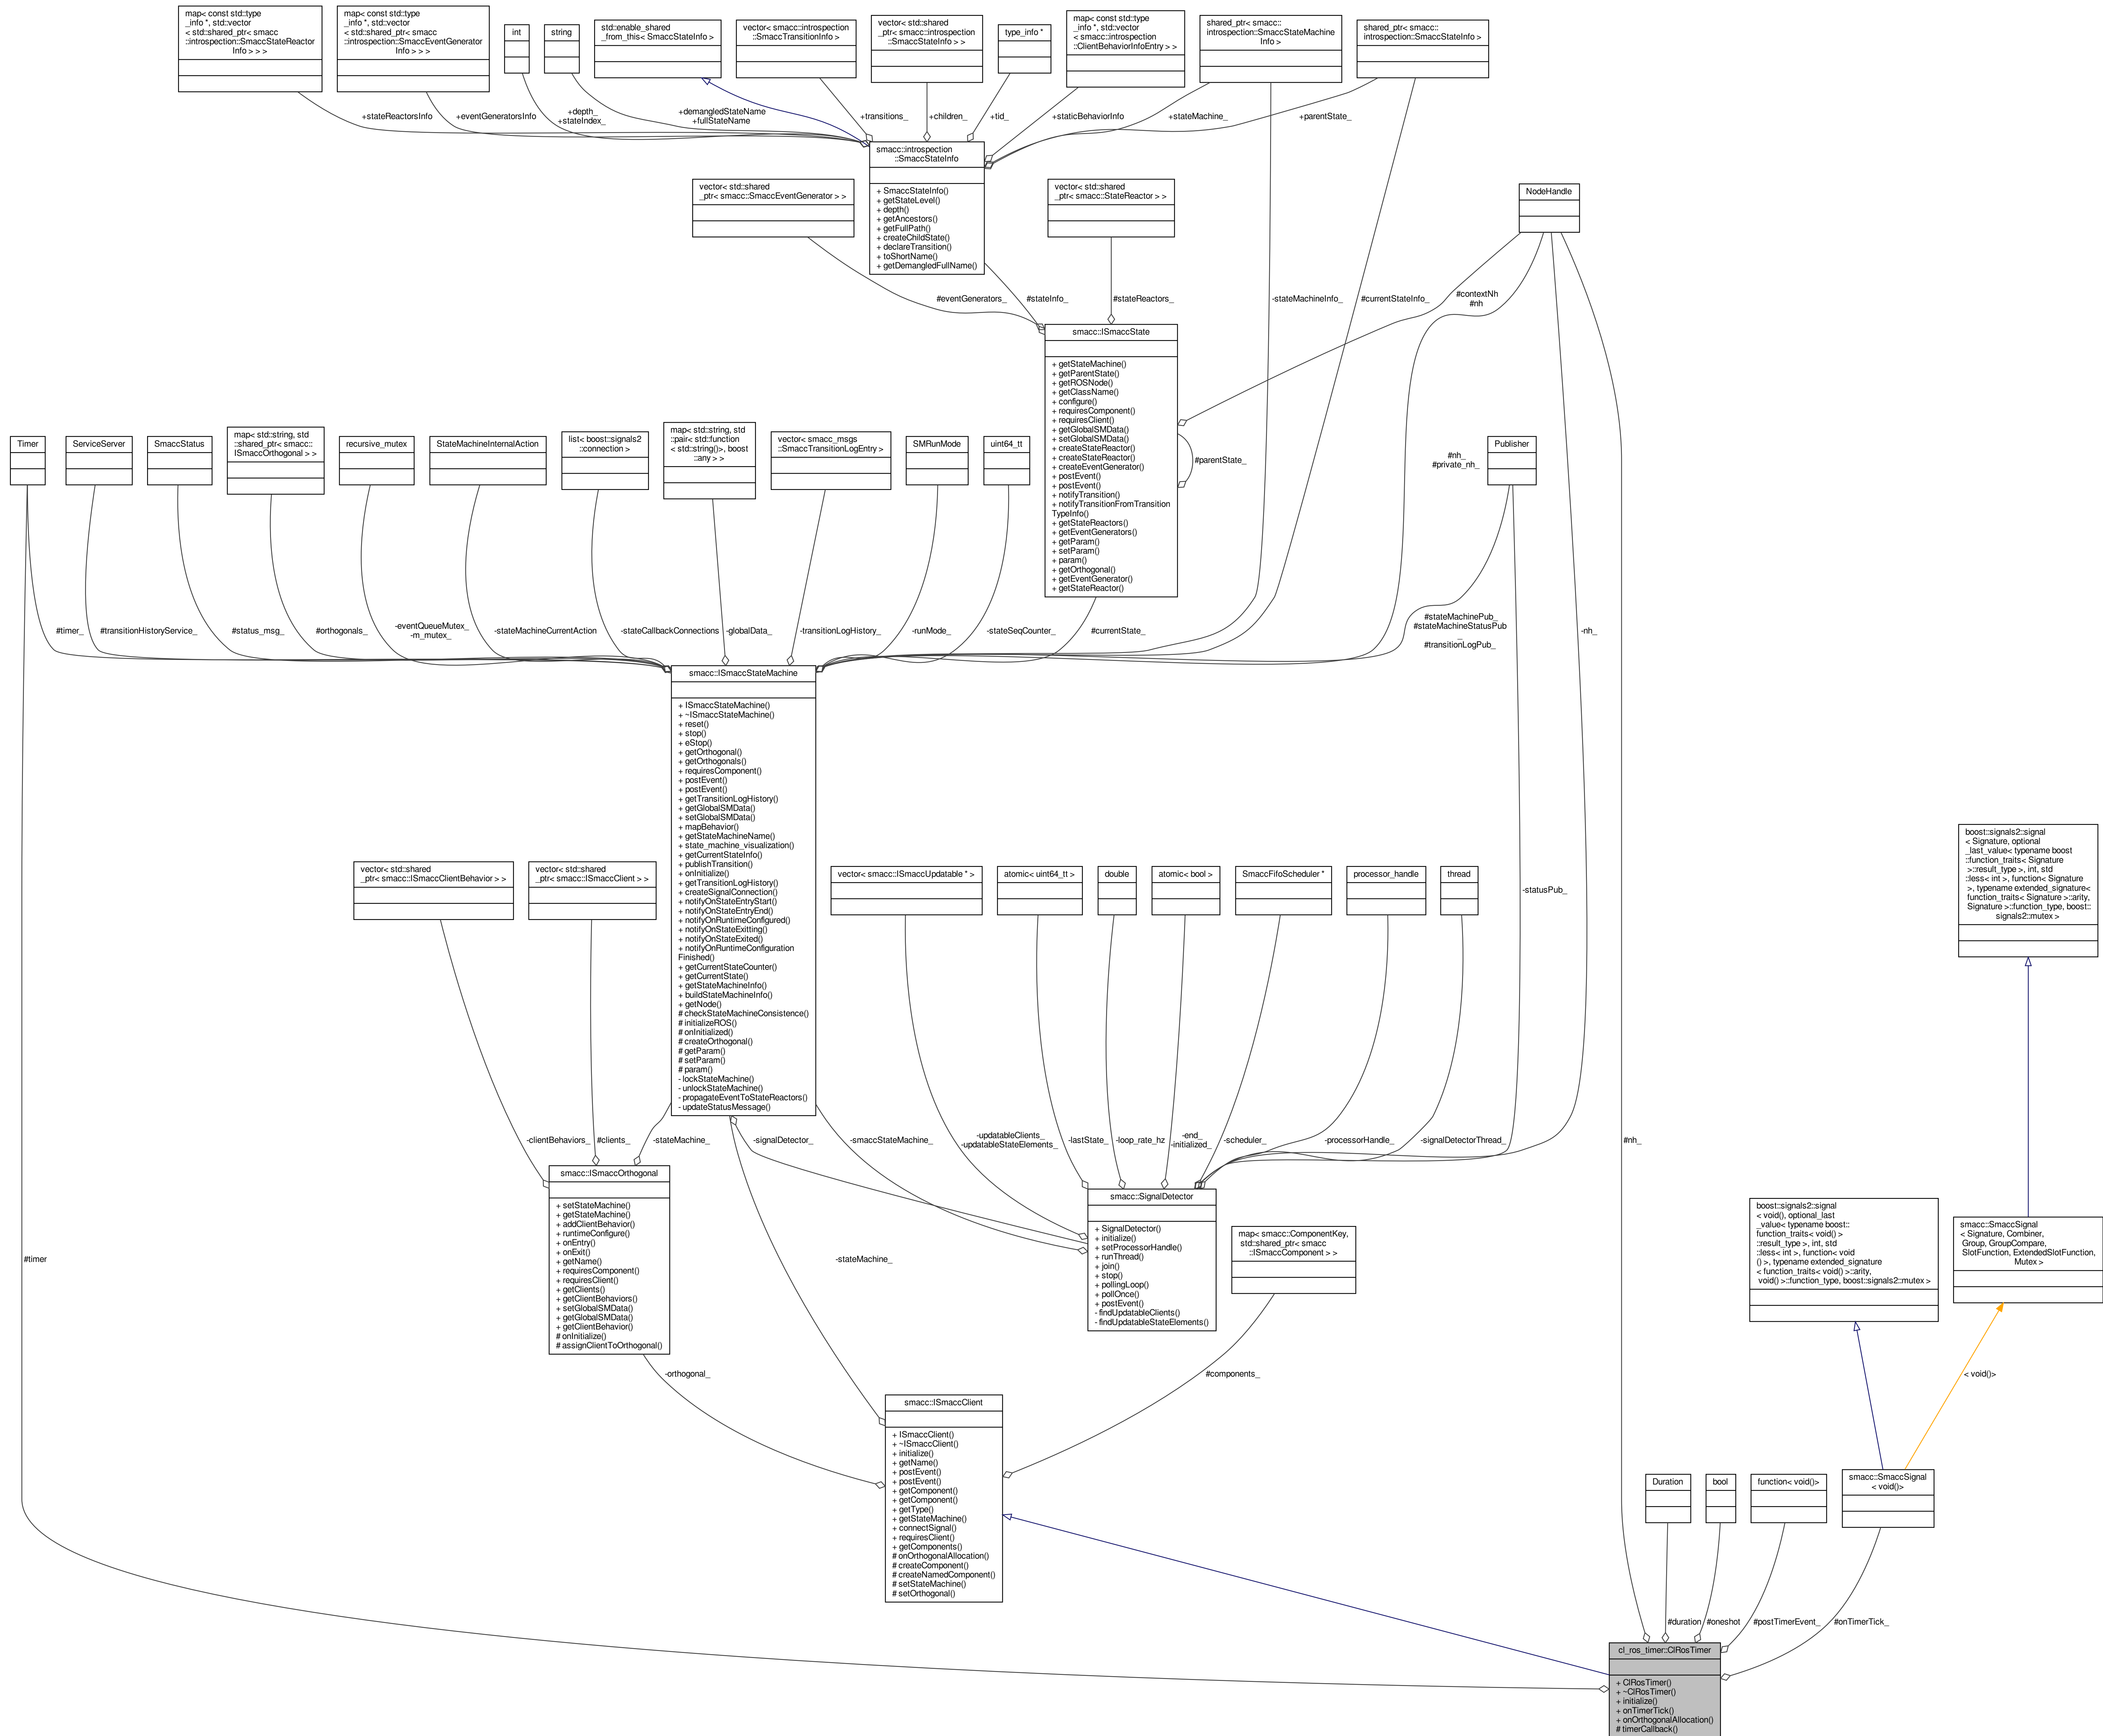 map< const std::type
_info *, std::vector
< std::shared_ptr< smacc
::introspection::SmaccStateReactor
Info > > >
map< const std::type
_info *, std::vector
< std::shared_ptr< smacc
::introspection::SmaccEventGenerator
Info > > >
int
string
std::enable_shared
_from_this< SmaccStateInfo >
vector< smacc::introspection
::SmaccTransitionInfo >
vector< std::shared
_ptr< smacc::introspection
::SmaccStateInfo > >
type_info *
map< const std::type
_info *, std::vector
< smacc::introspection
::ClientBehaviorInfoEntry > >
shared_ptr< smacc::
introspection::SmaccStateMachine
Info >
shared_ptr< smacc::
introspection::SmaccStateInfo >
+stateReactorsInfo
+eventGeneratorsInfo
+depth_
+stateIndex_
+demangledStateName
+fullStateName
+transitions_
+children_
+tid_
+staticBehaviorInfo
+stateMachine_
+parentState_
smacc::introspection
::SmaccStateInfo
+ SmaccStateInfo()
+ getStateLevel()
+ depth()
+ getAncestors()
+ getFullPath()
+ createChildState()
+ declareTransition()
+ toShortName()
+ getDemangledFullName()
vector< std::shared
_ptr< smacc::SmaccEventGenerator > >
vector< std::shared
_ptr< smacc::StateReactor > >
NodeHandle
#eventGenerators_
#stateInfo_
#stateReactors_
-stateMachineInfo_
#currentStateInfo_
#contextNh
#nh
smacc::ISmaccState
+ getStateMachine()
+ getParentState()
+ getROSNode()
+ getClassName()
+ configure()
+ requiresComponent()
+ requiresClient()
+ getGlobalSMData()
+ setGlobalSMData()
+ createStateReactor()
+ createStateReactor()
+ createEventGenerator()
+ postEvent()
+ postEvent()
+ notifyTransition()
+ notifyTransitionFromTransition
TypeInfo()
+ getStateReactors()
+ getEventGenerators()
+ getParam()
+ setParam()
+ param()
+ getOrthogonal()
+ getEventGenerator()
+ getStateReactor()
#parentState_
#nh_
#private_nh_
Timer
ServiceServer
SmaccStatus
map< std::string, std
::shared_ptr< smacc::
ISmaccOrthogonal > >
recursive_mutex
StateMachineInternalAction
list< boost::signals2
::connection >
map< std::string, std
::pair< std::function
< std::string()>, boost
::any > >
vector< smacc_msgs
::SmaccTransitionLogEntry >
SMRunMode
uint64_tt
Publisher
#timer_
#transitionHistoryService_
#status_msg_
#orthogonals_
-eventQueueMutex_
-m_mutex_
-stateMachineCurrentAction
-stateCallbackConnections
-globalData_
-transitionLogHistory_
-runMode_
-stateSeqCounter_
#currentState_
#stateMachinePub_
#stateMachineStatusPub
_
#transitionLogPub_
-nh_
smacc::ISmaccStateMachine
+ ISmaccStateMachine()
+ ~ISmaccStateMachine()
+ reset()
+ stop()
+ eStop()
+ getOrthogonal()
+ getOrthogonals()
+ requiresComponent()
+ postEvent()
+ postEvent()
+ getTransitionLogHistory()
+ getGlobalSMData()
+ setGlobalSMData()
+ mapBehavior()
+ getStateMachineName()
+ state_machine_visualization()
+ getCurrentStateInfo()
+ publishTransition()
+ onInitialize()
+ getTransitionLogHistory()
+ createSignalConnection()
+ notifyOnStateEntryStart()
+ notifyOnStateEntryEnd()
+ notifyOnRuntimeConfigured()
+ notifyOnStateExitting()
+ notifyOnStateExited()
+ notifyOnRuntimeConfiguration
Finished()
+ getCurrentStateCounter()
+ getCurrentState()
+ getStateMachineInfo()
+ buildStateMachineInfo()
+ getNode()
# checkStateMachineConsistence()
# initializeROS()
# onInitialized()
# createOrthogonal()
# getParam()
# setParam()
# param()
- lockStateMachine()
- unlockStateMachine()
- propagateEventToStateReactors()
- updateStatusMessage()
vector< std::shared
_ptr< smacc::ISmaccClientBehavior > >
vector< std::shared
_ptr< smacc::ISmaccClient > >
vector< smacc::ISmaccUpdatable * >
atomic< uint64_tt >
double
atomic< bool >
SmaccFifoScheduler *
processor_handle
thread
-statusPub_
boost::signals2::signal
< Signature, optional
_last_value< typename boost
::function_traits< Signature
>::result_type >, int, std
::less< int >, function< Signature
>, typename extended_signature<
function_traits< Signature >::arity,
Signature >::function_type, boost::
signals2::mutex >
-clientBehaviors_
#clients_
-stateMachine_
-signalDetector_
-smaccStateMachine_
-updatableClients_
-updatableStateElements_
-lastState_
-loop_rate_hz
-end_
-initialized_
-scheduler_
-processorHandle_
-signalDetectorThread_
#nh_
smacc::ISmaccOrthogonal
+ setStateMachine()
+ getStateMachine()
+ addClientBehavior()
+ runtimeConfigure()
+ onEntry()
+ onExit()
+ getName()
+ requiresComponent()
+ requiresClient()
+ getClients()
+ getClientBehaviors()
+ setGlobalSMData()
+ getGlobalSMData()
+ getClientBehavior()
# onInitialize()
# assignClientToOrthogonal()
smacc::SignalDetector
+ SignalDetector()
+ initialize()
+ setProcessorHandle()
+ runThread()
+ join()
+ stop()
+ pollingLoop()
+ pollOnce()
+ postEvent()
- findUpdatableClients()
- findUpdatableStateElements()
map< smacc::ComponentKey,
std::shared_ptr< smacc
::ISmaccComponent > >
boost::signals2::signal
< void(), optional_last
_value< typename boost::
function_traits< void() >
::result_type >, int, std
::less< int >, function< void
() >, typename extended_signature
< function_traits< void() >::arity,
void() >::function_type, boost::signals2::mutex >
smacc::SmaccSignal
< Signature, Combiner,
Group, GroupCompare,
SlotFunction, ExtendedSlotFunction,
Mutex >
#timer
-stateMachine_
-orthogonal_
#components_
< void()>
smacc::ISmaccClient
+ ISmaccClient()
+ ~ISmaccClient()
+ initialize()
+ getName()
+ postEvent()
+ postEvent()
+ getComponent()
+ getComponent()
+ getType()
+ getStateMachine()
+ connectSignal()
+ requiresClient()
+ getComponents()
# onOrthogonalAllocation()
# createComponent()
# createNamedComponent()
# setStateMachine()
# setOrthogonal()
Duration
bool
function< void()>
smacc::SmaccSignal
< void()>
#duration
#oneshot
#postTimerEvent_
#onTimerTick_
cl_ros_timer::ClRosTimer
+ ClRosTimer()
+ ~ClRosTimer()
+ initialize()
+ onTimerTick()
+ onOrthogonalAllocation()
# timerCallback()